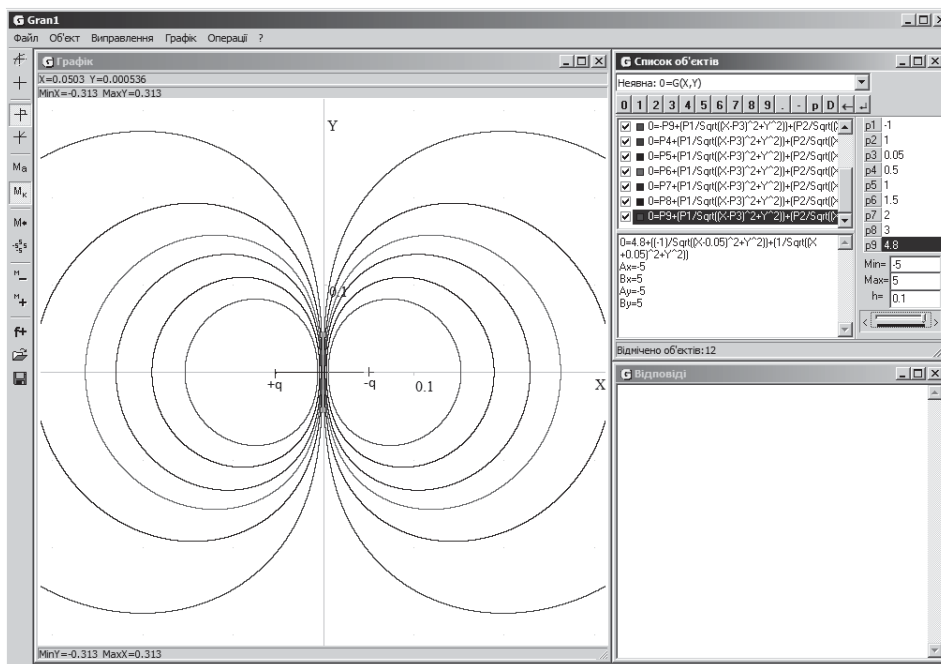 Gran1
Файл Об'єкт Виправлення Графік Операції ?
Графік
X=0.0503 Y=0.000536
MinX=-0.313 MaxY=0.313
Y
0.1
+q
-q
0.1
X
MinY=-0.313 MaxX=0.313
Ma
Mк
M
M
M
f+
Список об'єктів
Неявна: 0=G(X,Y)
0 1 2 3 4 5 6 7 8 9 . - p D
0=-P9+(P1/Sqrt((X-P3)^2+Y^2))+(P2/Sqrt((
0=P4+(P1/Sqrt((X-P3)^2+Y^2))+(P2/Sqrt((X
0=P5+(P1/Sqrt((X-P3)^2+Y^2))+(P2/Sqrt((X
0=P6+(P1/Sqrt((X-P3)^2+Y^2))+(P2/Sqrt((X
0=P7+(P1/Sqrt((X-P3)^2+Y^2))+(P2/Sqrt((X
0=P8+(P1/Sqrt((X-P3)^2+Y^2))+(P2/Sqrt((X
0=P9+(P1/Sqrt((X-P3)^2+Y^2))+(P2/Sqrt((X
0=4.8+((-1)/Sqrt((X-0.05)^2+Y^2))+(1/Sqrt((X
+0.05)^2+Y^2))
Ax=-5
Bx=5
Ay=-5
By=5
p1 -1
p2 1
p3 0.05
p4 0.5
p5 1
p6 1.5
p7 2
p8 3
p9 4.8
Min= -5
Max= 5
h= 0.1
Відмічено об'єктів:12
Відповіді